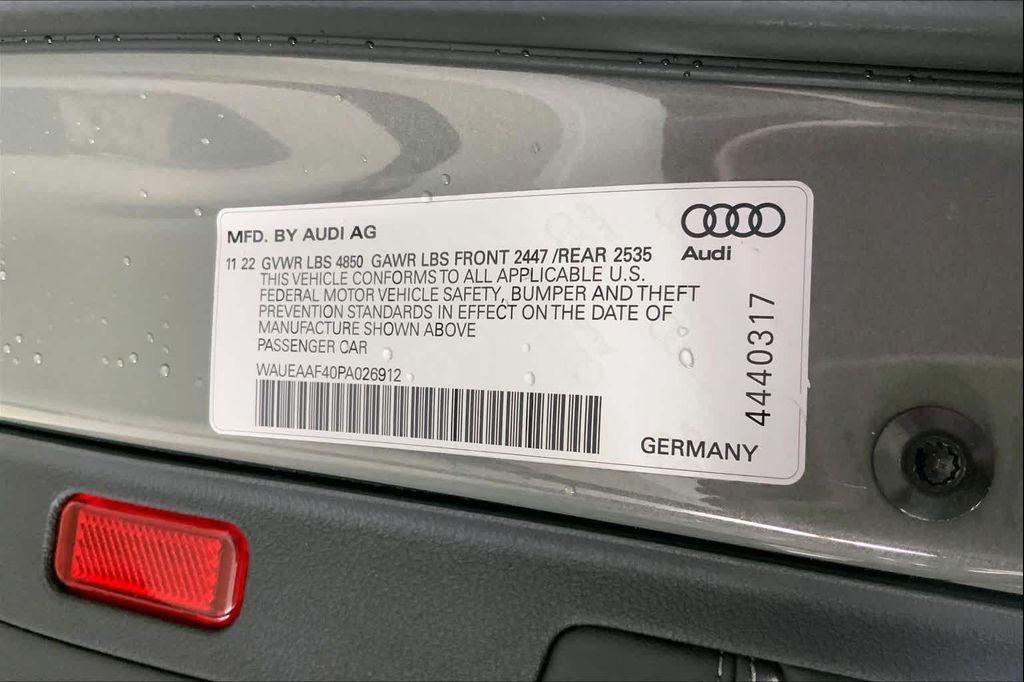 MFD. BY AUDI AG
Audi
11 22 GVWR LBS 4850 GAWR LBS FRONT 2447 /REAR 2535
THIS VEHICLE CONFORMS TO ALL APPLICABLE U.S.
FEDERAL MOTOR VEHICLE SAFETY, BUMPER AND THEFT
PREVENTION STANDARDS IN EFFECT ON THE DATE OF
MANUFACTURE SHOWN ABOVE
PASSENGER CAR
WAUEAAF40PA026912
GERMANY
4440317